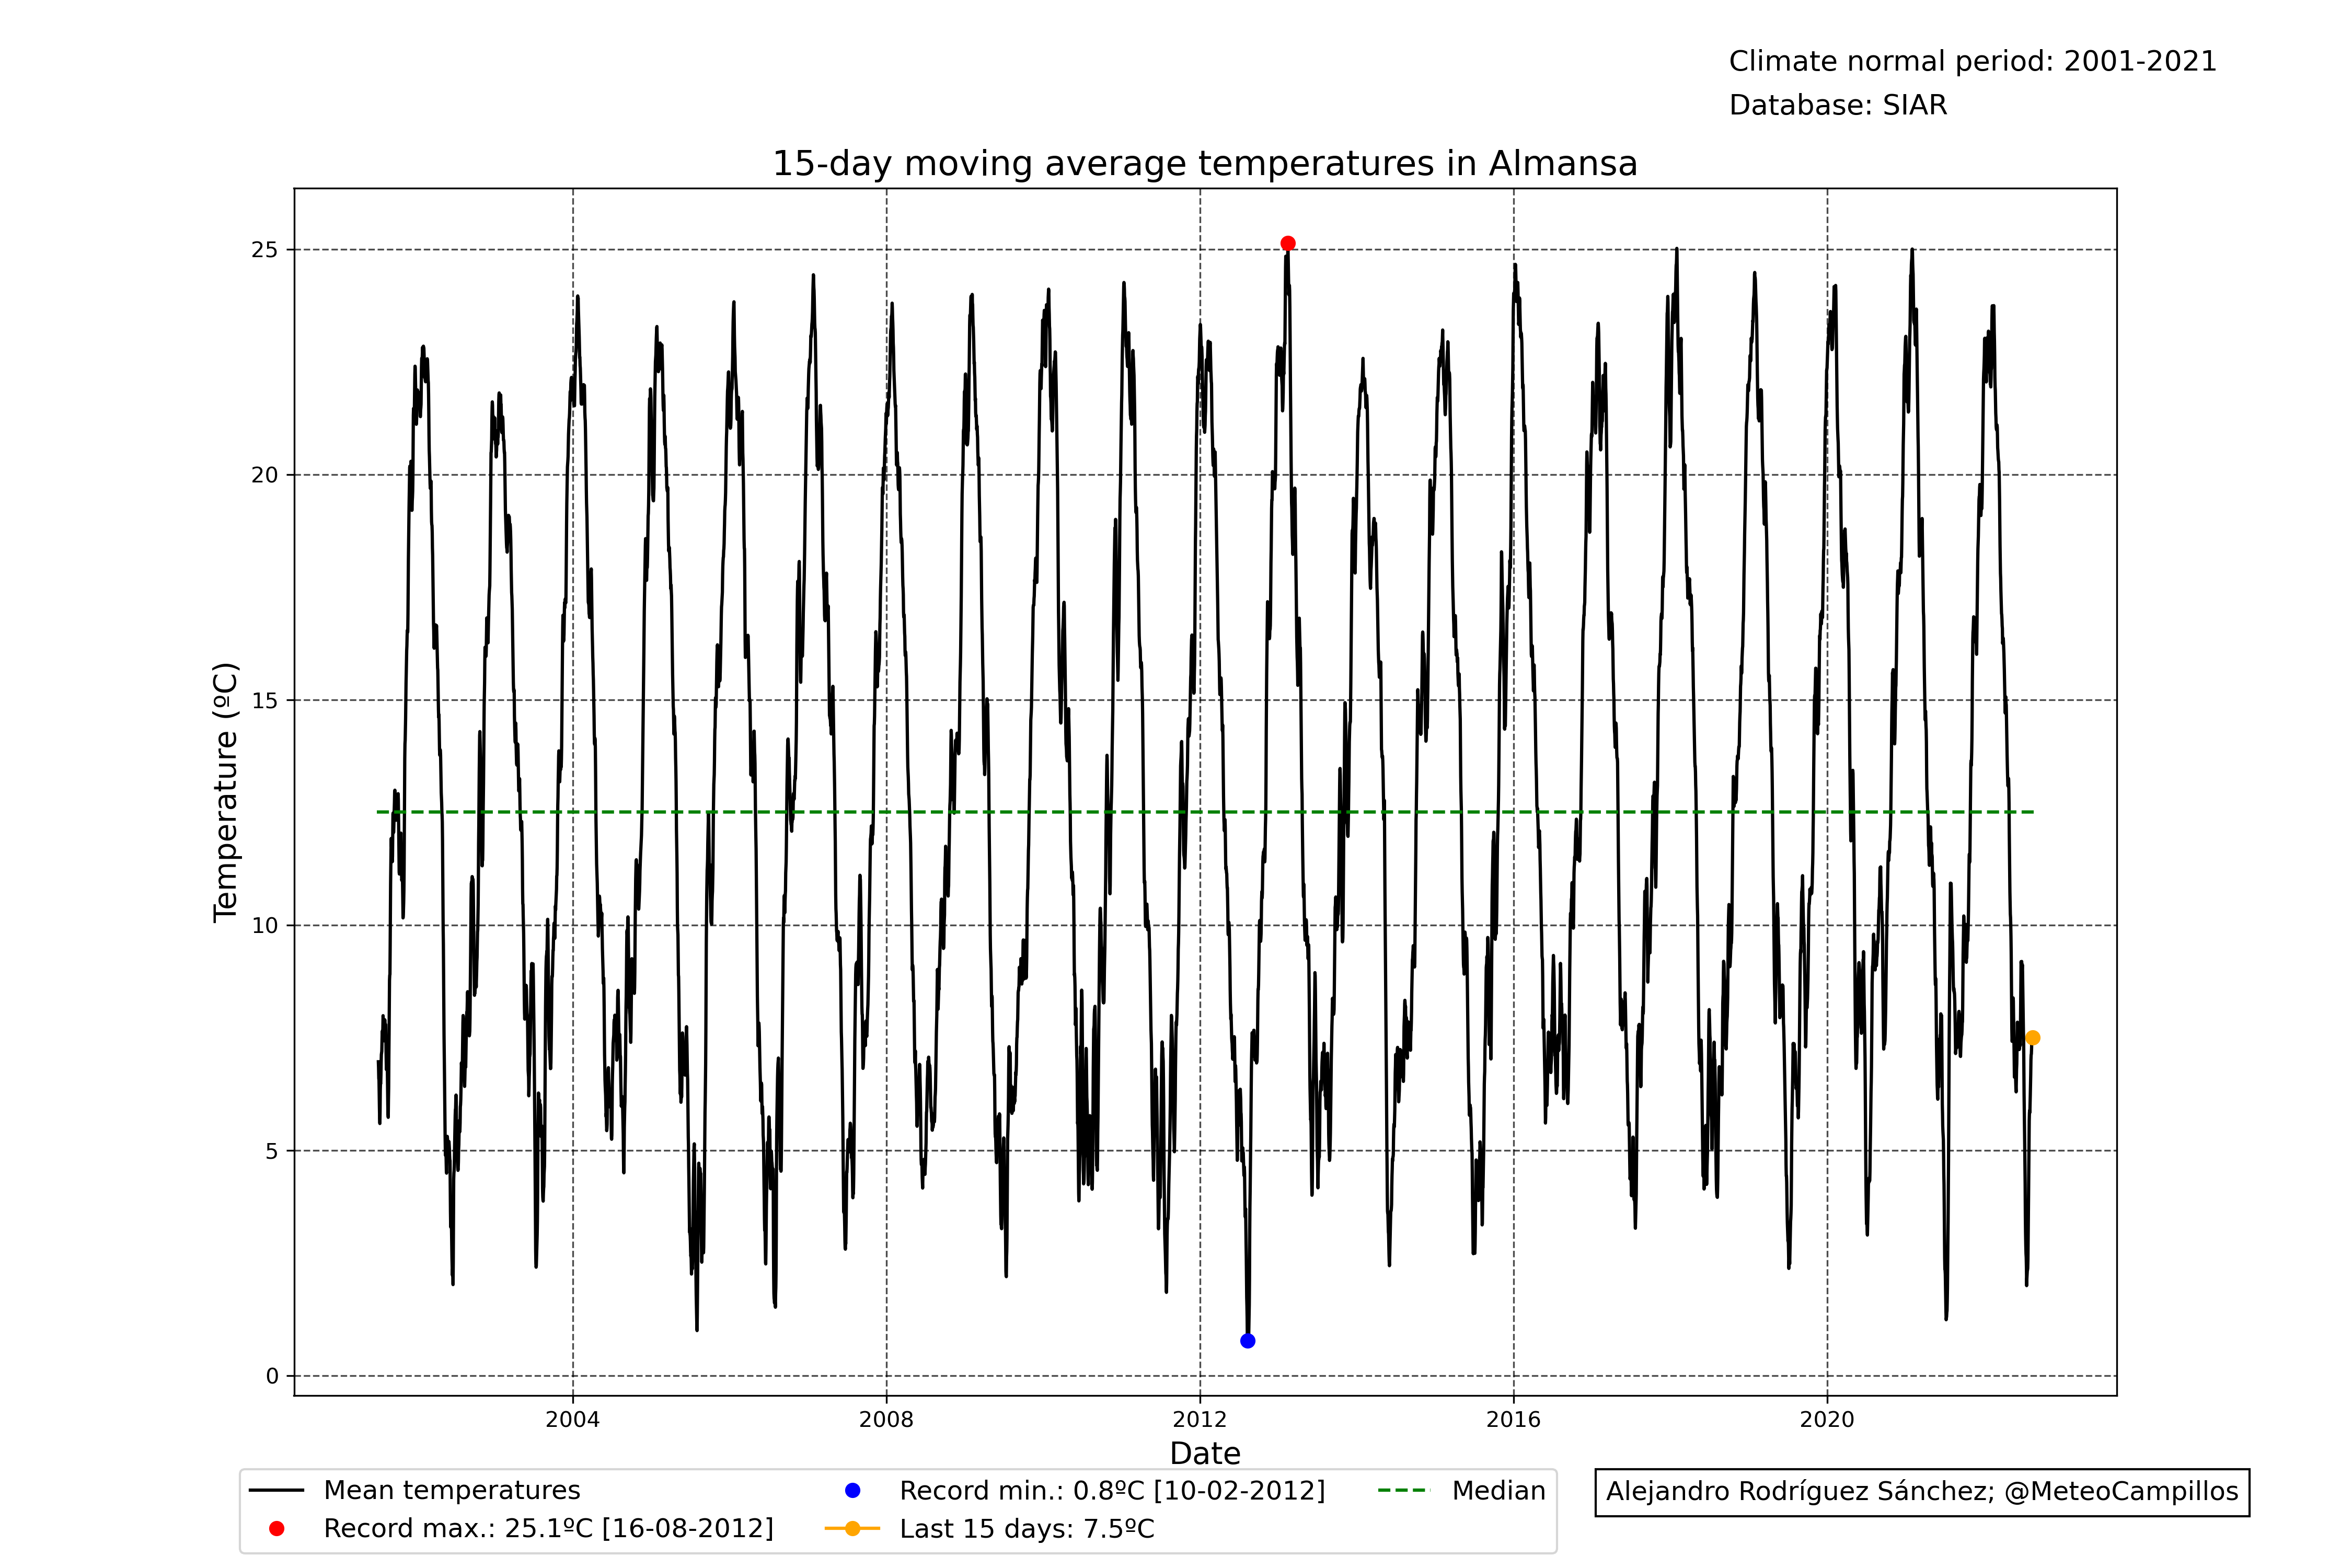 Climate normal period: 2001-2021
Database: SIAR
15-day moving average temperatures in Almansa
Temperature (ºC)
25
20
15
10
5
0
2004
2008
2012
2016
2020
Date
Mean temperatures
Record max.: 25.1ºC [16-08-2012]
Record min.: 0.8ºC [10-02-2012]
Last 15 days: 7.5ºC
Median
Alejandro Rodríguez Sánchez; @MeteoCampillos